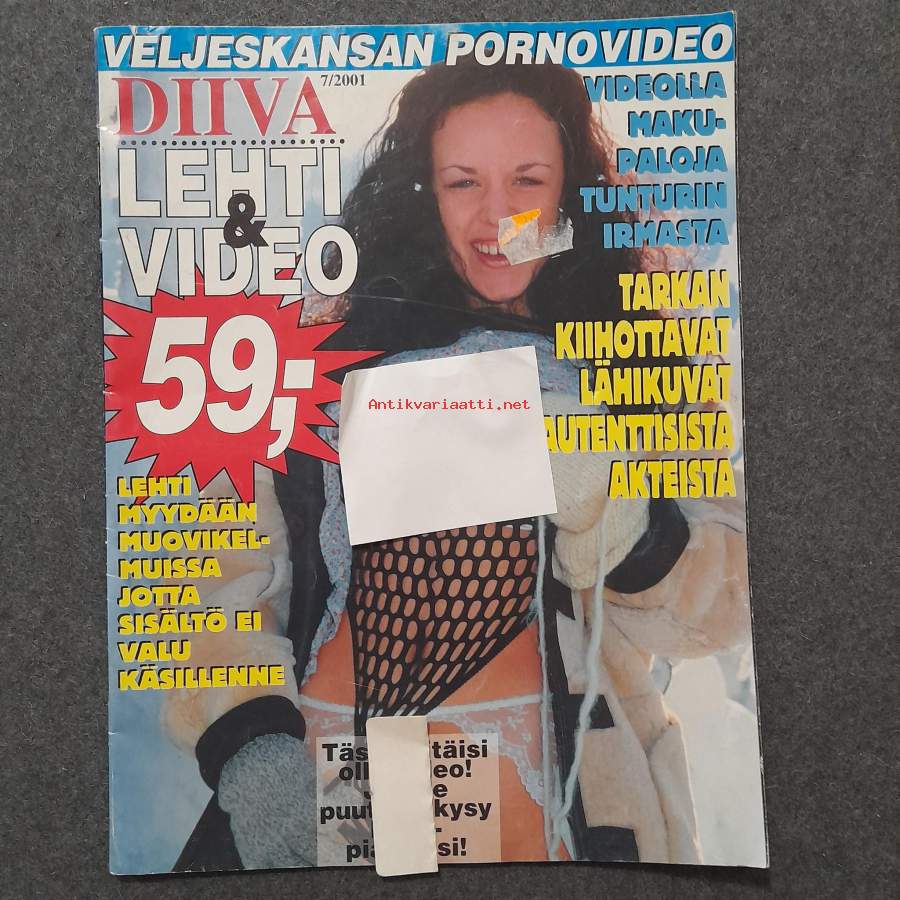 VELJESKANSAN PORNOVIDEO
DIIVA
7/2001
LEHTI
&
VIDEO
59,-
VIDEOLLA
MAKU-
PALOJA
TUNTURIN
IRMASTA
TARKAN
KIIHOTTAVAT
LÄHIKUVAT
AUTENTTISISTA
AKTEISTA
Antikvariaatti.net
LEHTI
MYYDÄÄN
MUOVIKEL-
MUISSA
JOTTA
SISÄLTÖ EI
VALU
KÄSILLENNE